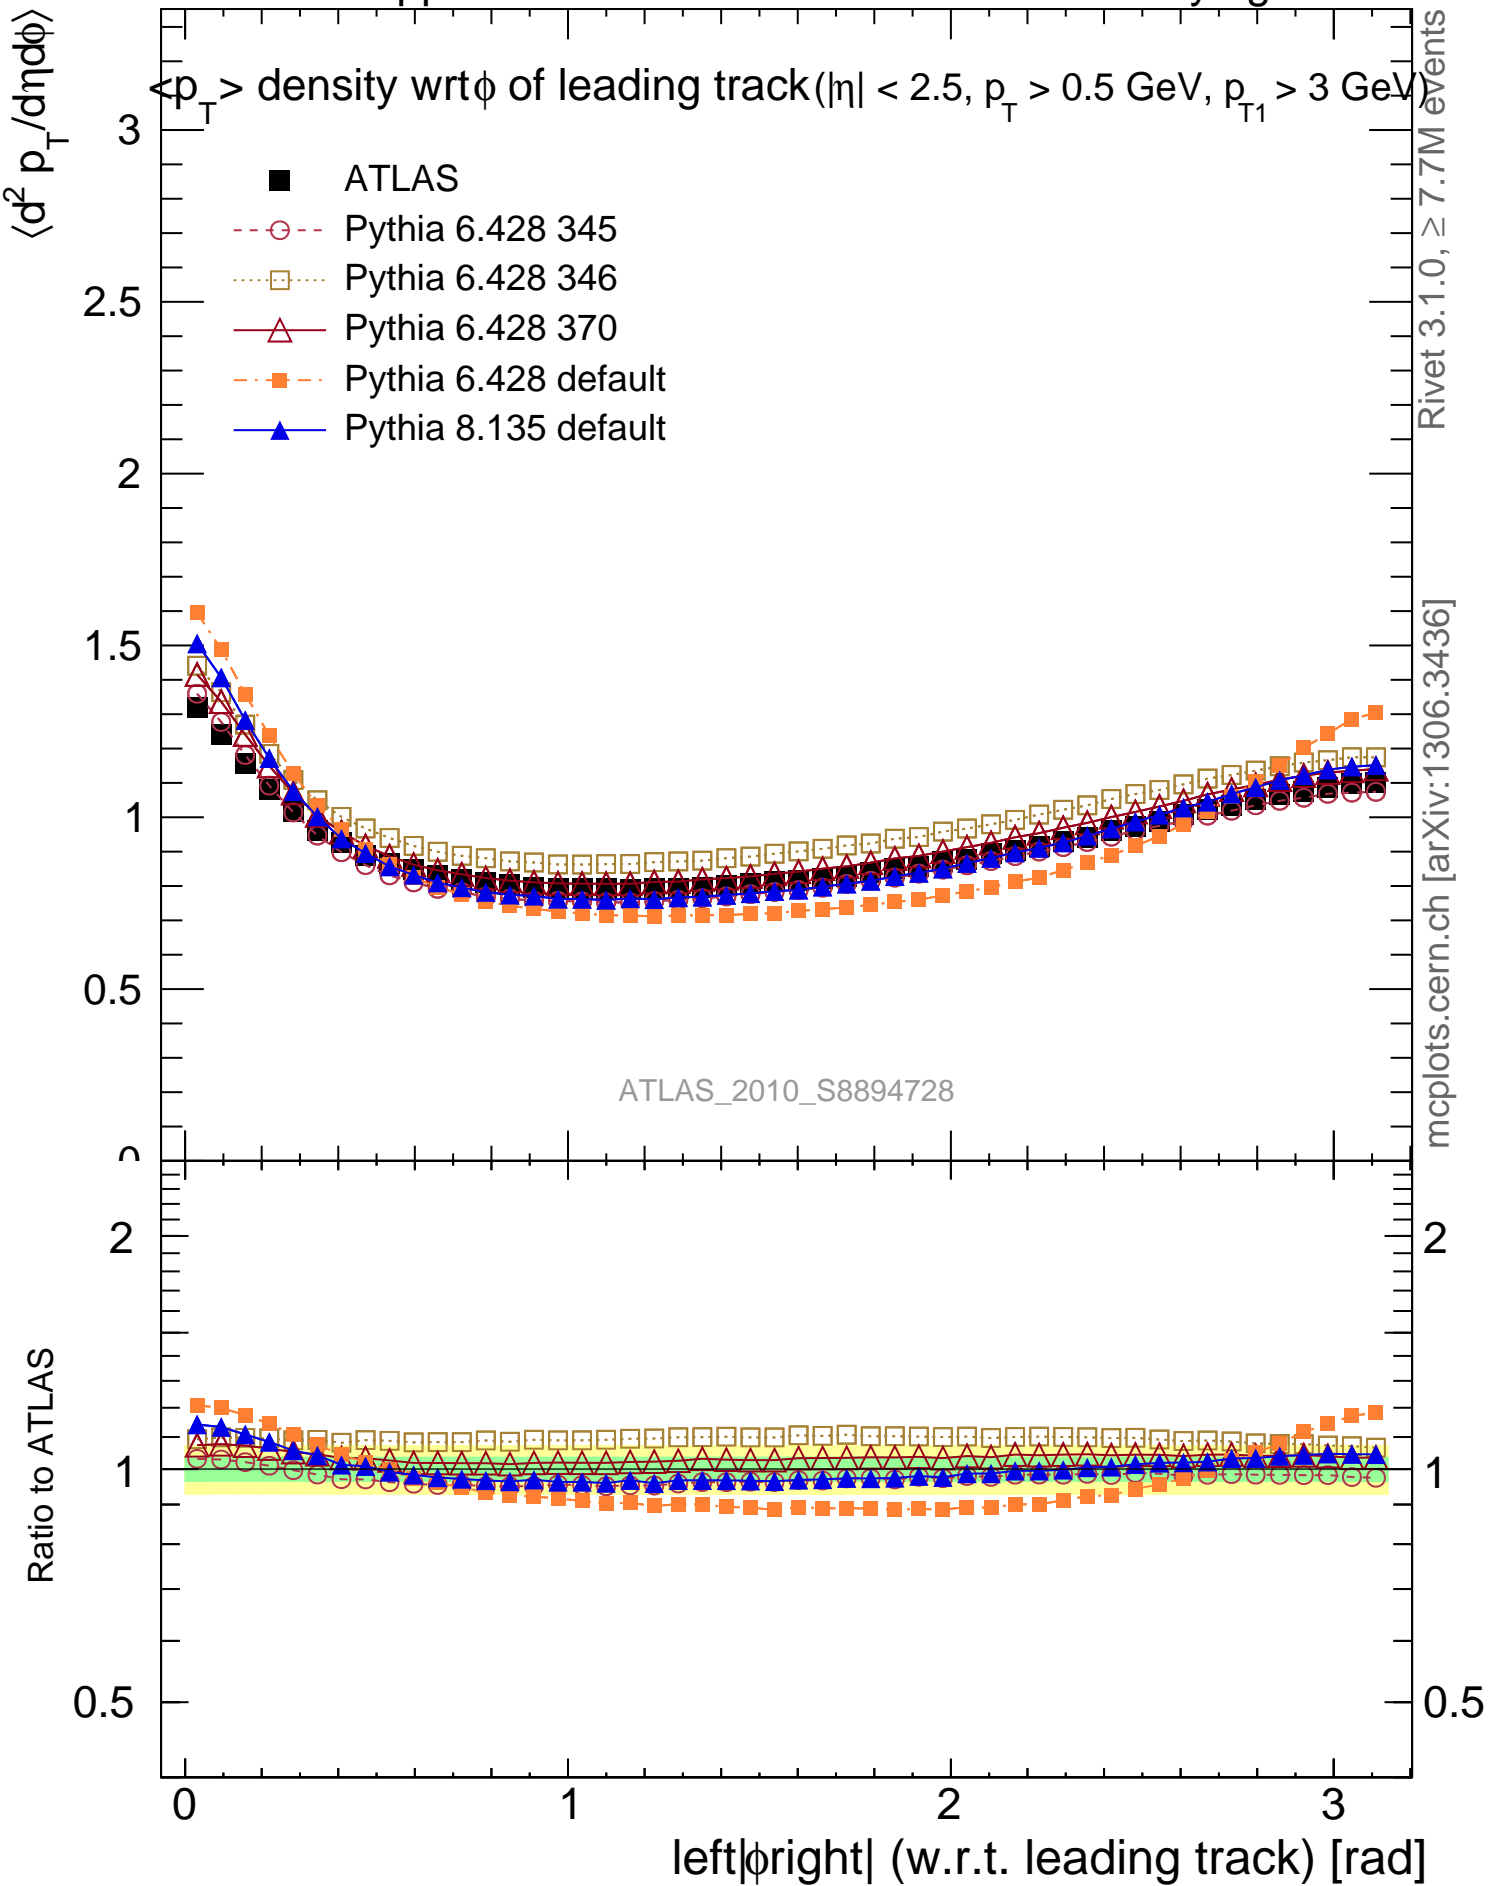 <p_T> density wrt ϕ of leading track (|η| < 2.5, p_T > 0.5 GeV, p_T1 > 3 GeV)
⟨d² p_T/dηdϕ⟩
ATLAS
Pythia 6.428 345
Pythia 6.428 346
Pythia 6.428 370
Pythia 6.428 default
Pythia 8.135 default
3
2.5
2
1.5
1
0.5
0
ATLAS_2010_S8894728
Rivet 3.1.0, ≥ 7.7M events
mcplots.cern.ch [arXiv:1306.3436]
Ratio to ATLAS
2
1
0.5
2
1
0.5
0
1
2
3
left|ϕright| (w.r.t. leading track) [rad]